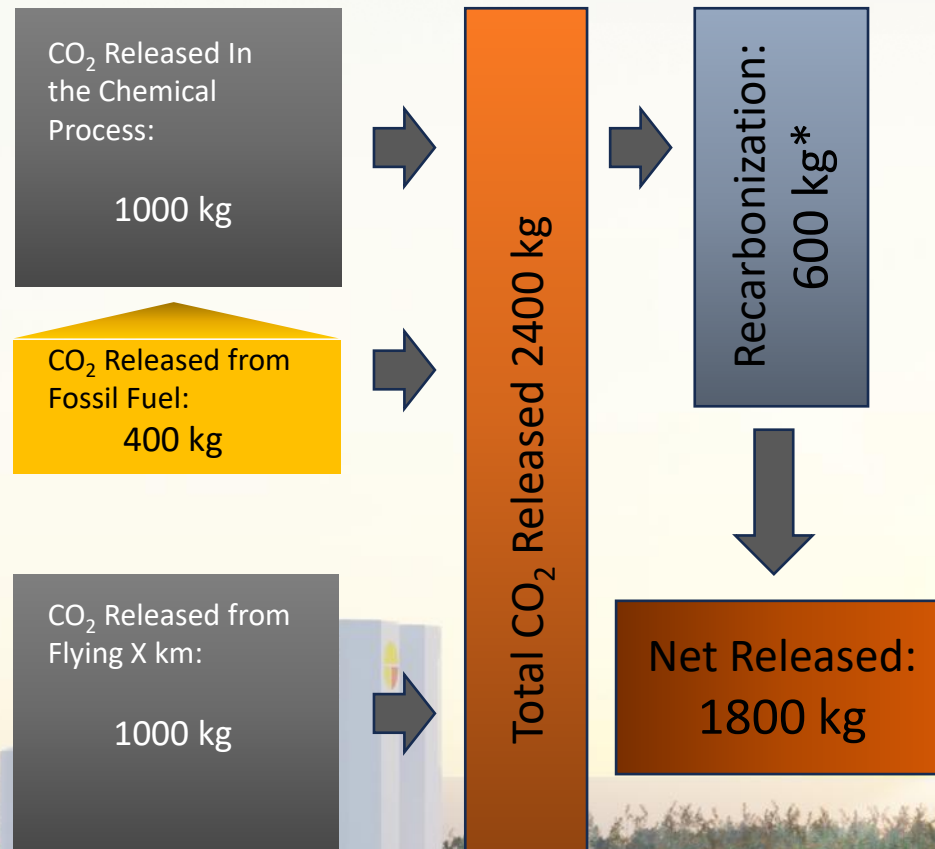 CO₂ Released In
the Chemical
Process:
1000 kg
CO₂ Released from
Fossil Fuel:
400 kg
CO₂ Released from
Flying X km:
1000 kg
Total CO₂ Released 2400 kg
Recarbonization:
600 kg*
Net Released:
1800 kg